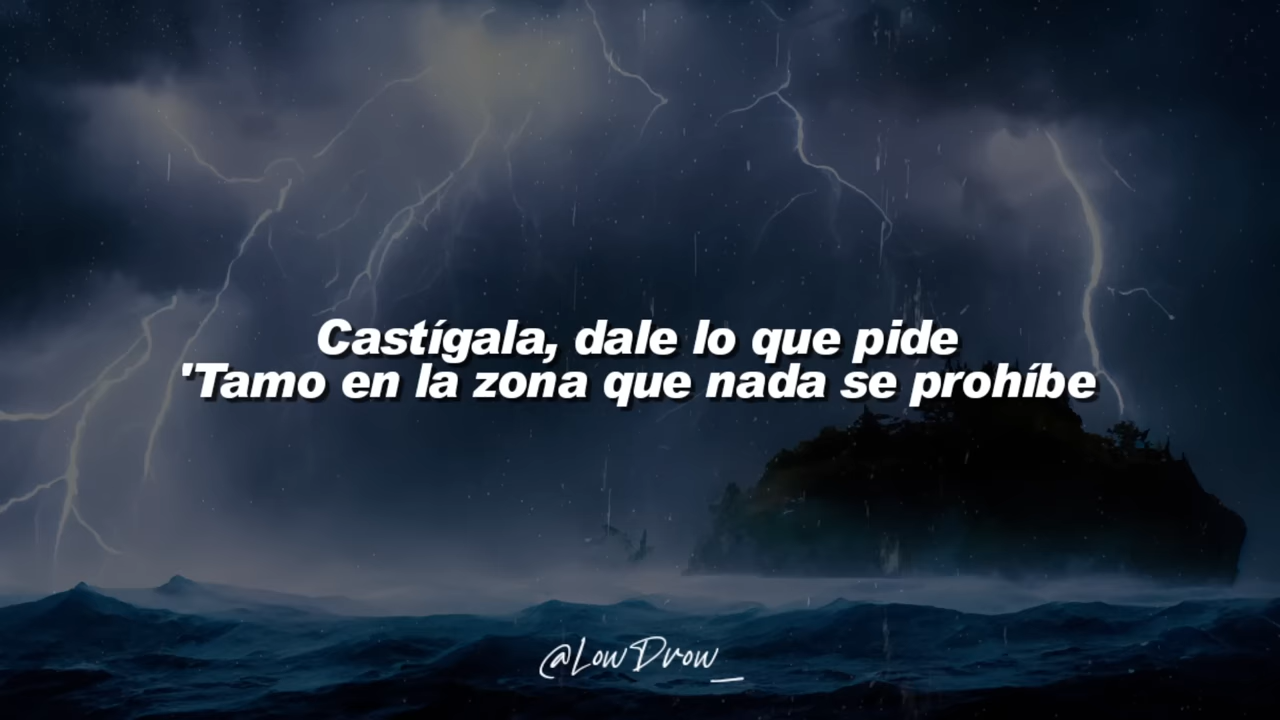 Castígala, dale lo que pide
'Tamo en la zona que nada se prohíbe
@LowDrow_